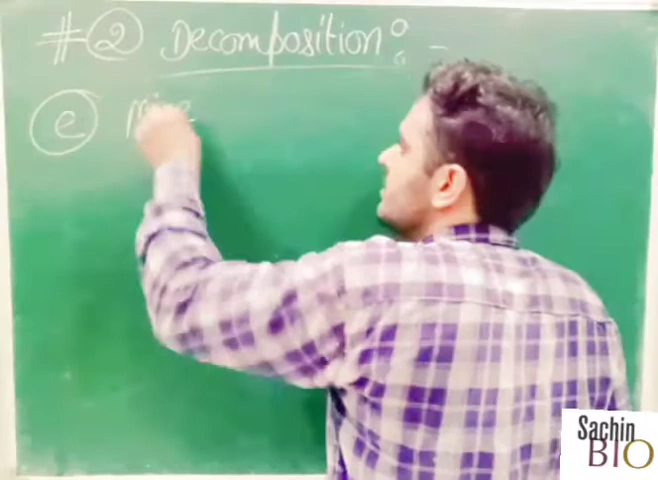 #② Decomposition :-
ⓔ
Sachin
BIO